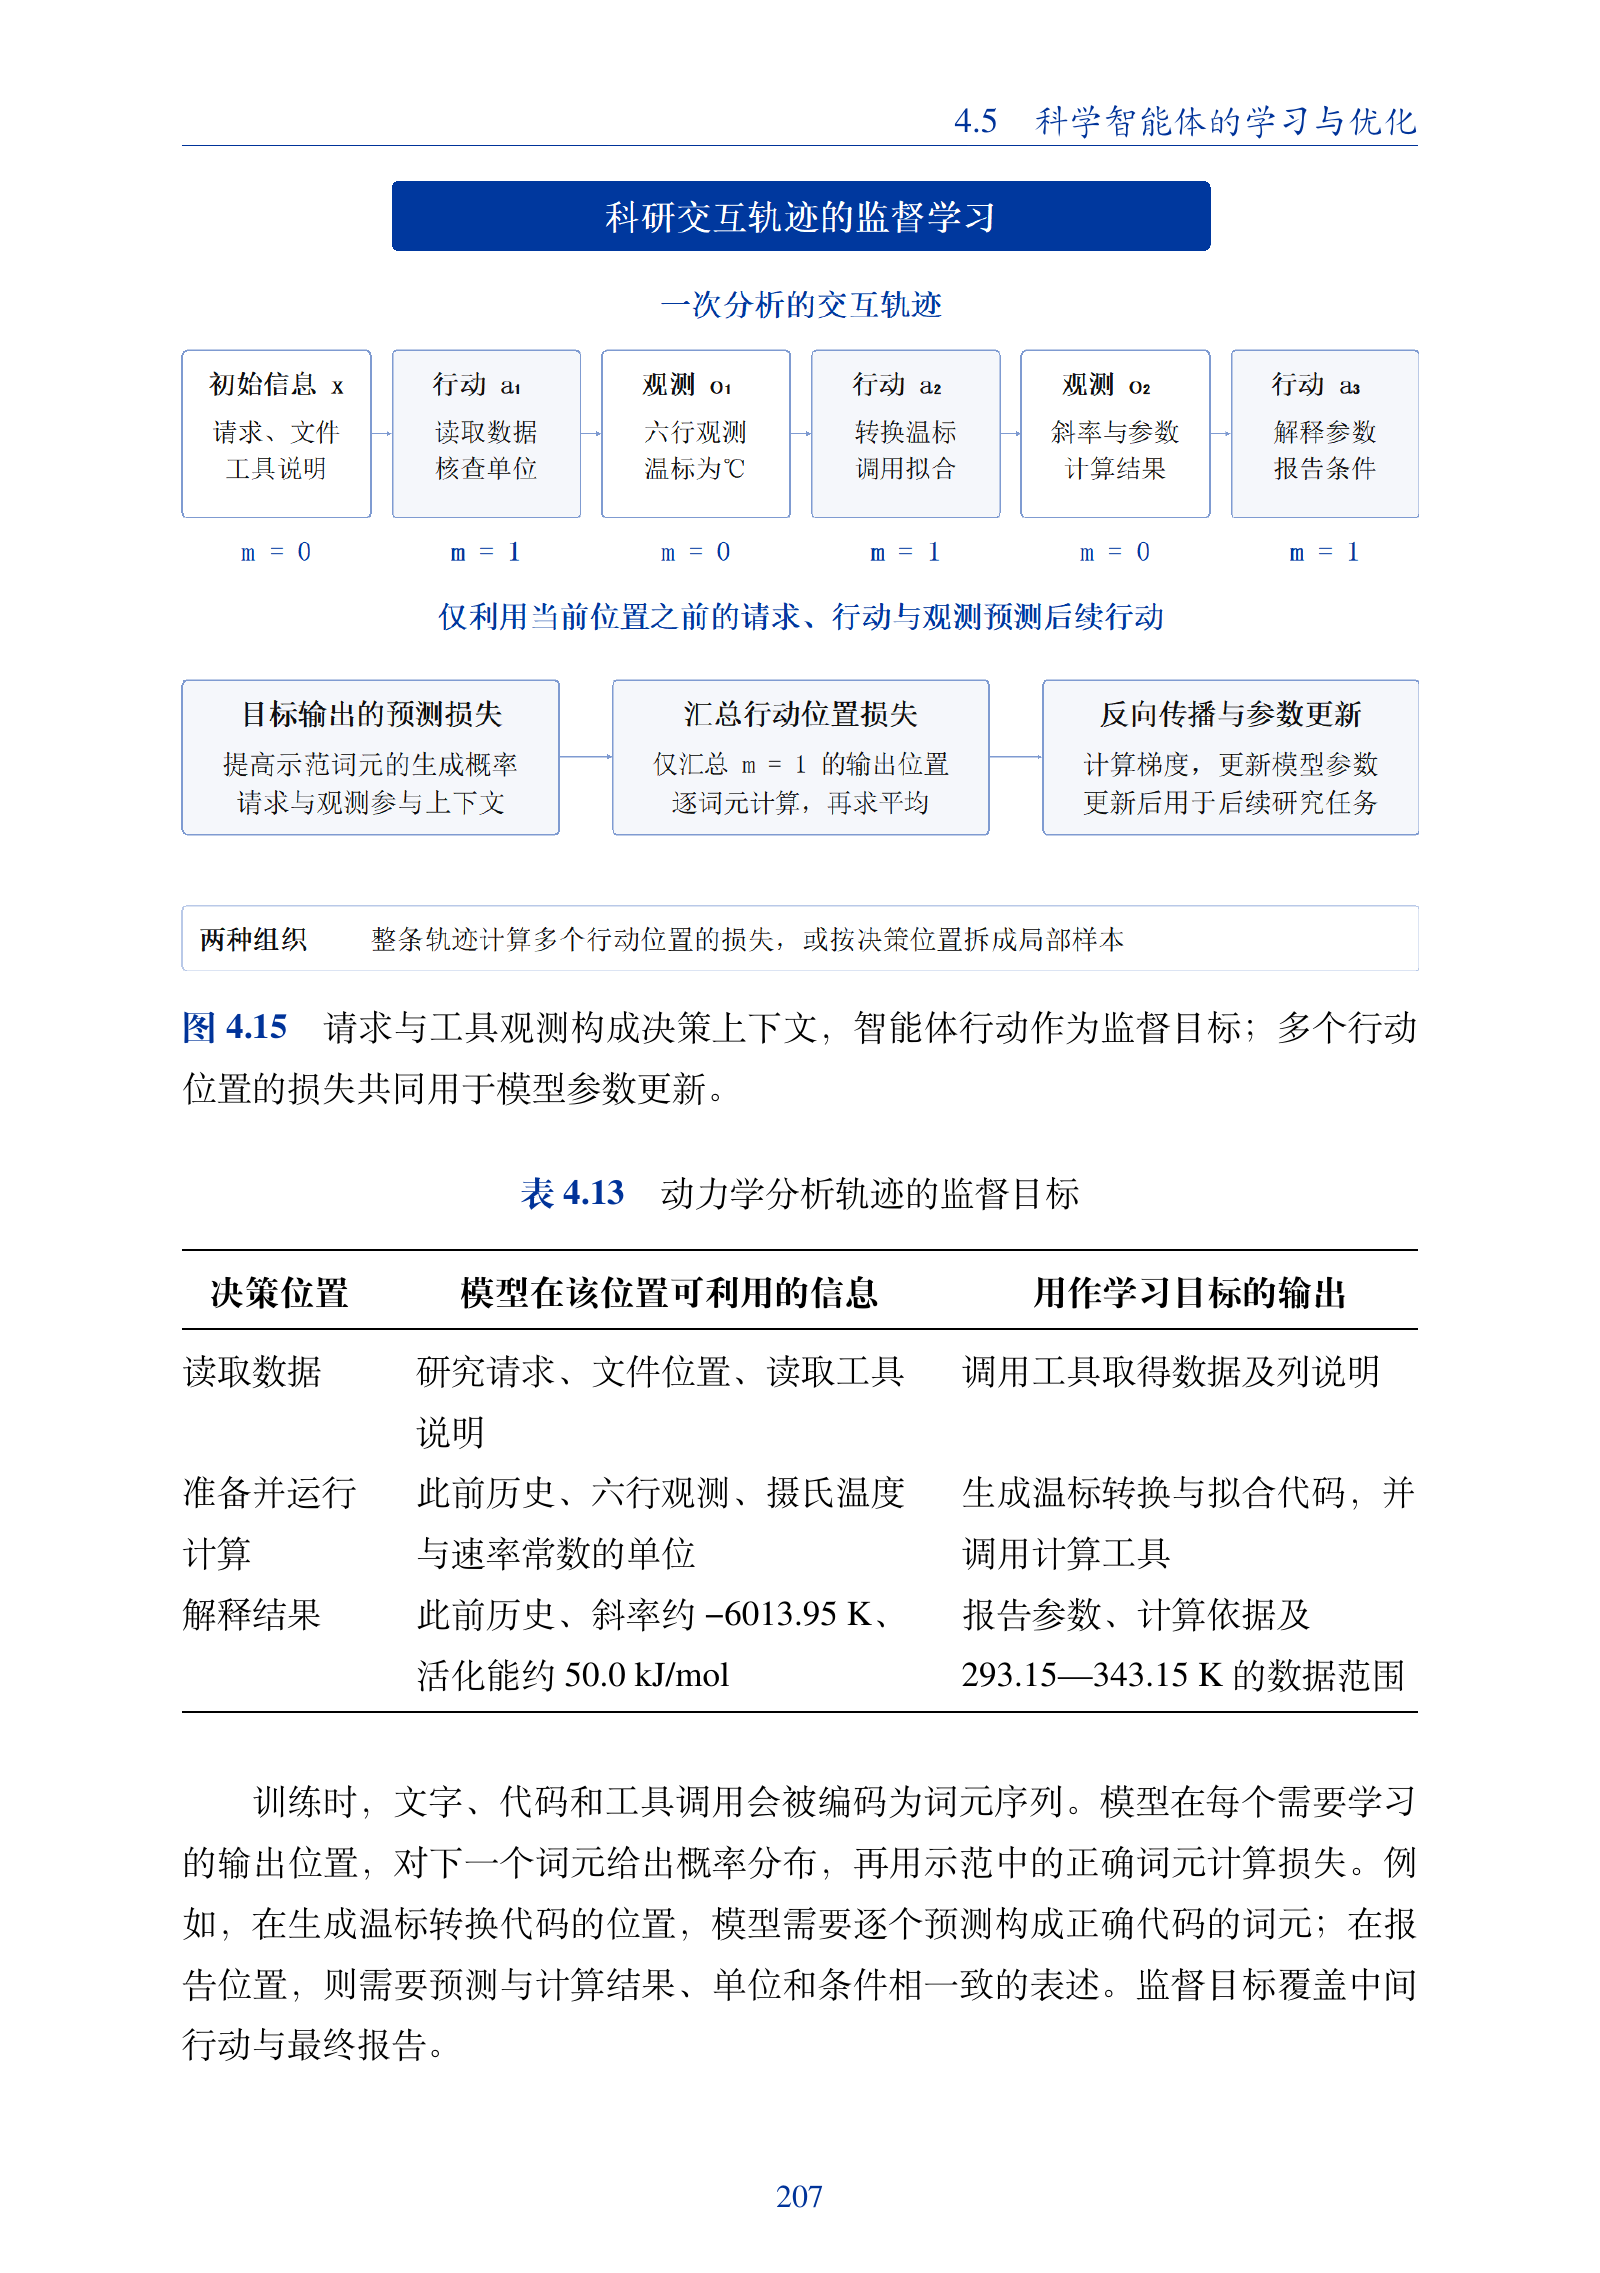 4.5 科学智能体的学习与优化
科研交互轨迹的监督学习
一次分析的交互轨迹
初始信息 x
请求、文件
工具说明
m = 0
行动 a₁
读取数据
核查单位
m = 1
观测 o₁
六行观测
温标为℃
m = 0
行动 a₂
转换温标
调用拟合
m = 1
观测 o₂
斜率与参数
计算结果
m = 0
行动 a₃
解释参数
报告条件
m = 1
仅利用当前位置之前的请求、行动与观测预测后续行动
目标输出的预测损失
提高示范词元的生成概率
请求与观测参与上下文
汇总行动位置损失
仅汇总 m = 1 的输出位置
逐词元计算，再求平均
反向传播与参数更新
计算梯度，更新模型参数
更新后用于后续研究任务
两种组织 整条轨迹计算多个行动位置的损失，或按决策位置拆成局部样本
图 4.15 请求与工具观测构成决策上下文，智能体行动作为监督目标；多个行动
位置的损失共同用于模型参数更新。
表 4.13 动力学分析轨迹的监督目标
决策位置 模型在该位置可利用的信息 用作学习目标的输出
读取数据 研究请求、文件位置、读取工具 调用工具取得数据及列说明
说明
准备并运行 此前历史、六行观测、摄氏温度 生成温标转换与拟合代码，并
计算 与速率常数的单位 调用计算工具
解释结果 此前历史、斜率约 −6013.95 K、 报告参数、计算依据及
活化能约 50.0 kJ/mol 293.15—343.15 K 的数据范围
训练时，文字、代码和工具调用会被编码为词元序列。模型在每个需要学习
的输出位置，对下一个词元给出概率分布，再用示范中的正确词元计算损失。例
如，在生成温标转换代码的位置，模型需要逐个预测构成正确代码的词元；在报
告位置，则需要预测与计算结果、单位和条件相一致的表述。监督目标覆盖中间
行动与最终报告。
207